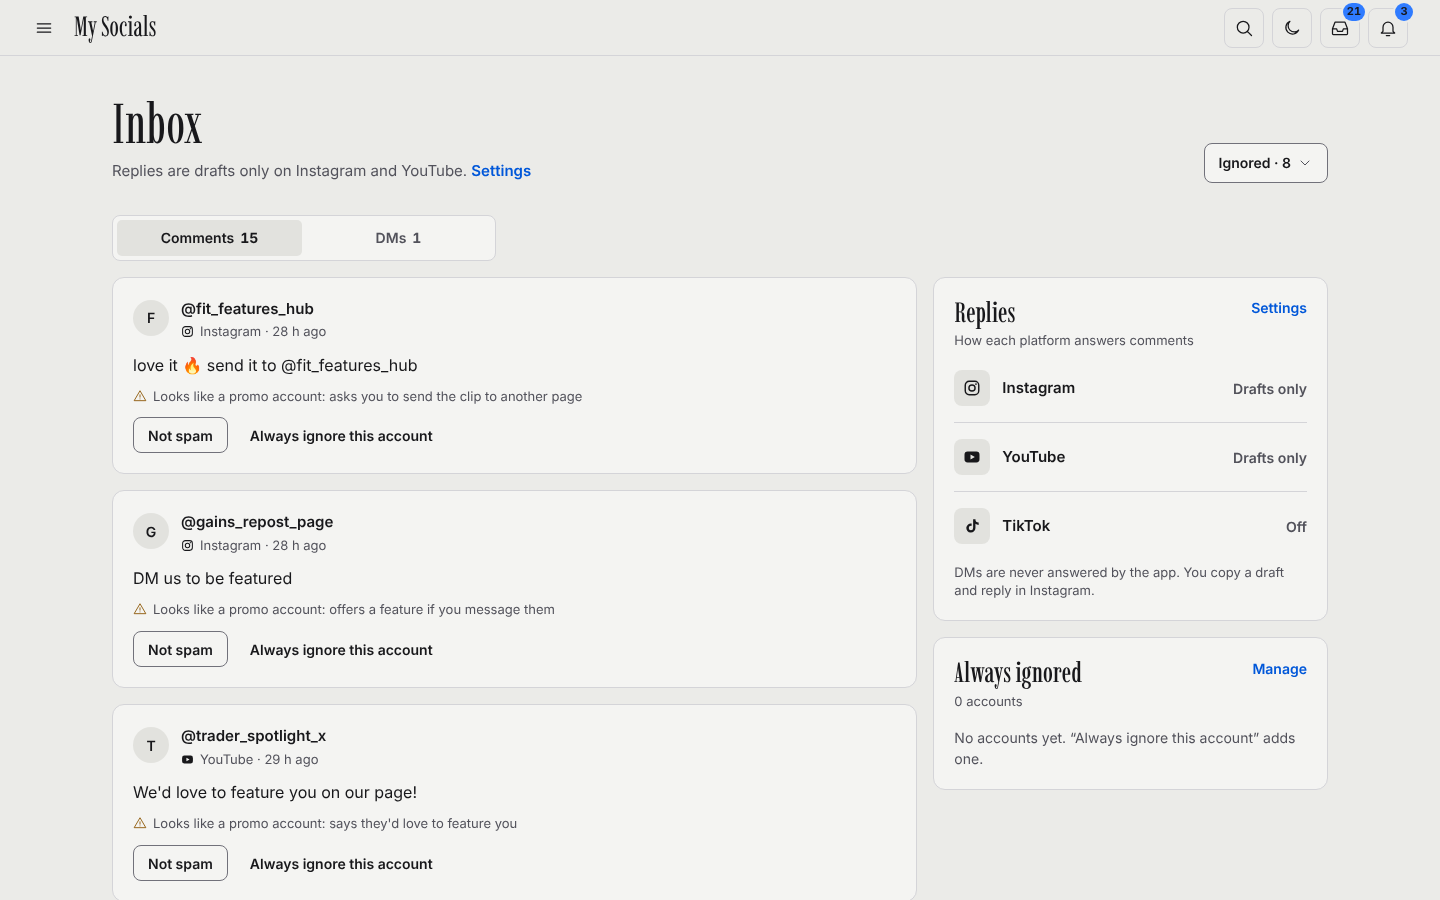 My Socials
21
3
Inbox
Replies are drafts only on Instagram and YouTube. Settings
Ignored · 8
Comments 15
DMs 1
F
@fit_features_hub
Instagram · 28 h ago
love it 🔥 send it to @fit_features_hub
Looks like a promo account: asks you to send the clip to another page
Not spam
Always ignore this account
G
@gains_repost_page
Instagram · 28 h ago
DM us to be featured
Looks like a promo account: offers a feature if you message them
Not spam
Always ignore this account
T
@trader_spotlight_x
YouTube · 29 h ago
We'd love to feature you on our page!
Looks like a promo account: says they'd love to feature you
Not spam
Always ignore this account
Replies
Settings
How each platform answers comments
Instagram
Drafts only
YouTube
Drafts only
TikTok
Off
DMs are never answered by the app. You copy a draft
and reply in Instagram.
Always ignored
Manage
0 accounts
No accounts yet. “Always ignore this account” adds
one.